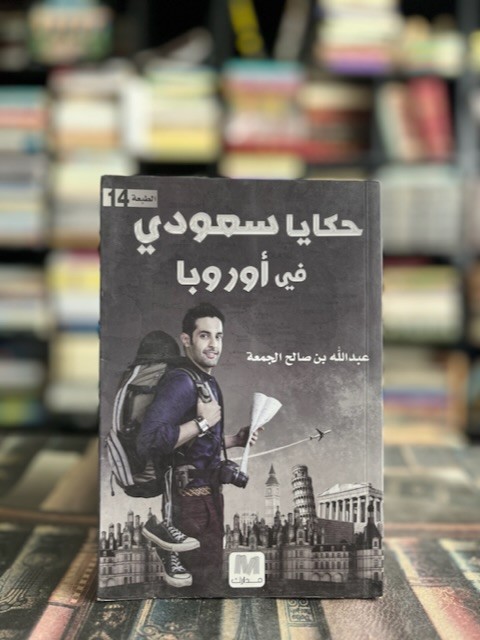 الطبعة 14
حكايا سعودي
في أوروبا
عبدالله بن صالح الجمعة
M
مدارك